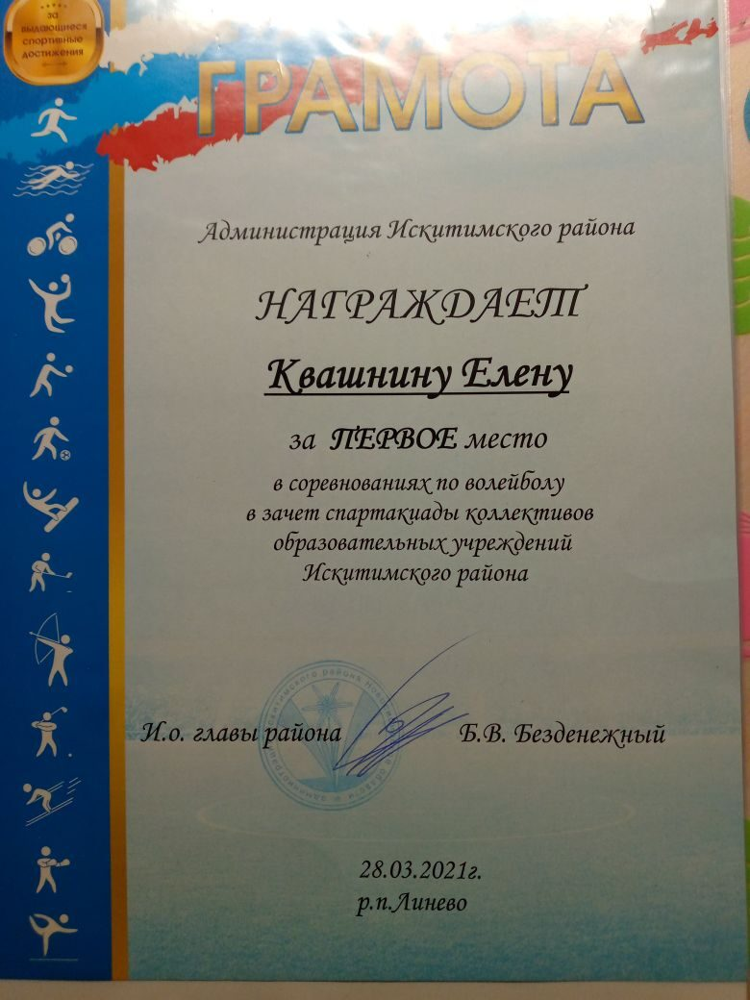 за
выдающиеся
спортивные
достижения
ГРАМОТА
Администрация Искитимского района
НАГРАЖДАЕТ
Квашнину Елену
за ПЕРВОЕ место
в соревнованиях по волейболу
в зачет спартакиады коллективов
образовательных учреждений
Искитимского района
И.о. главы района Б.В. Безденежный
28.03.2021г.
р.п.Линево